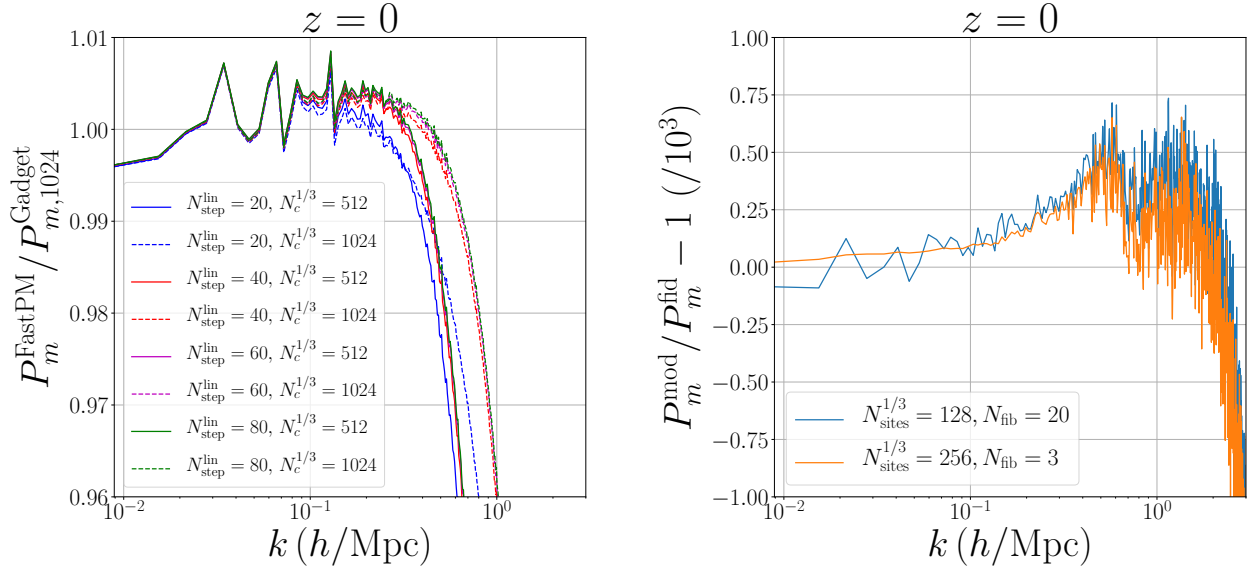 z = 0
P_m^FastPM / P_{m,1024}^Gadget
1.01
1.00
0.99
0.98
0.97
0.96
N_step^lin = 20, N_c^{1/3} = 512
N_step^lin = 20, N_c^{1/3} = 1024
N_step^lin = 40, N_c^{1/3} = 512
N_step^lin = 40, N_c^{1/3} = 1024
N_step^lin = 60, N_c^{1/3} = 512
N_step^lin = 60, N_c^{1/3} = 1024
N_step^lin = 80, N_c^{1/3} = 512
N_step^lin = 80, N_c^{1/3} = 1024
10^{-2} 10^{-1} 10^0
k (h/Mpc)
z = 0
P_m^mod / P_m^fid − 1 (/10^3)
1.00
0.75
0.50
0.25
0.00
−0.25
−0.50
−0.75
−1.00
N_sites^{1/3} = 128, N_fib = 20
N_sites^{1/3} = 256, N_fib = 3
10^{-2} 10^{-1} 10^0
k (h/Mpc)